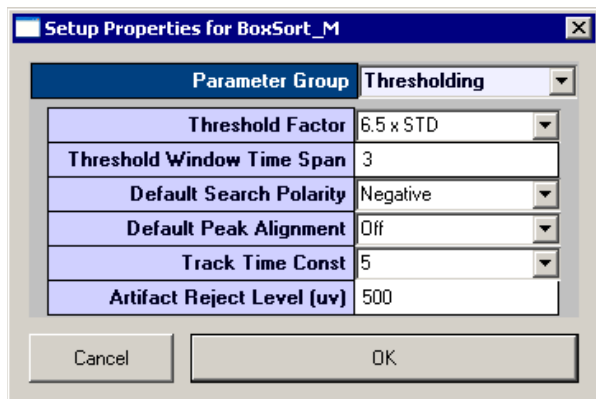 Setup Properties for BoxSort_M
Parameter Group Thresholding
Threshold Factor 6.5 x STD
Threshold Window Time Span 3
Default Search Polarity Negative
Default Peak Alignment Off
Track Time Const 5
Artifact Reject Level (uv) 500
Cancel OK